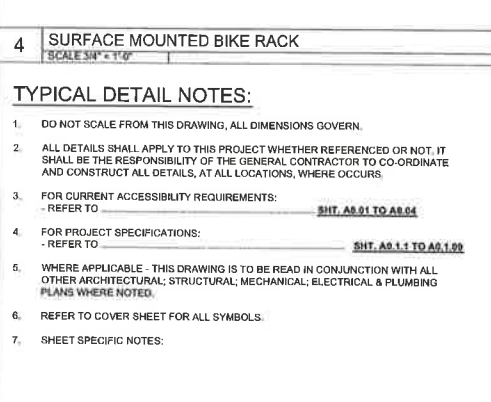 4
SURFACE MOUNTED BIKE RACK
SCALE 3/4" = 1'-0"
TYPICAL DETAIL NOTES:
1. DO NOT SCALE FROM THIS DRAWING, ALL DIMENSIONS GOVERN.
2. ALL DETAILS SHALL APPLY TO THIS PROJECT WHETHER REFERENCED OR NOT. IT
SHALL BE THE RESPONSIBILITY OF THE GENERAL CONTRACTOR TO CO-ORDINATE
AND CONSTRUCT ALL DETAILS, AT ALL LOCATIONS, WHERE OCCURS.
3. FOR CURRENT ACCESSIBILITY REQUIREMENTS:
- REFER TO SHT. A0.01 TO A0.04
4. FOR PROJECT SPECIFICATIONS:
- REFER TO SHT. A0.1.1 TO A0.1.09
5. WHERE APPLICABLE - THIS DRAWING IS TO BE READ IN CONJUNCTION WITH ALL
OTHER ARCHITECTURAL; STRUCTURAL; MECHANICAL; ELECTRICAL & PLUMBING
PLANS WHERE NOTED.
6. REFER TO COVER SHEET FOR ALL SYMBOLS.
7. SHEET SPECIFIC NOTES: